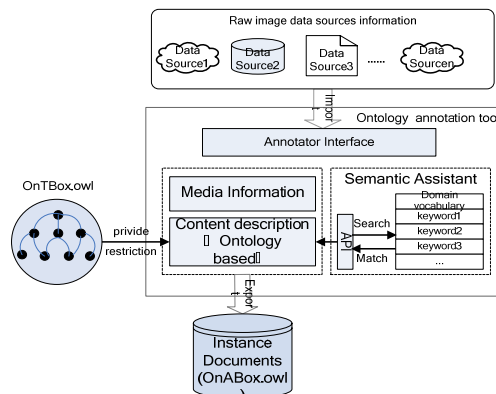 Raw image data sources information
Data
Source1
Data
Source2
Data
Source3
......
Data
Sourcen
Impor
t
Ontology annotation too
Annotator Interface
OnTBox.owl
privide
restriction
Media Information
Content description
( Ontology
based)
Semantic Assistant
API
Search
Match
Domain
vocabulary
keyword1
keyword2
keyword3
...
Expor
t
Instance
Documents
(OnABox.owl
)